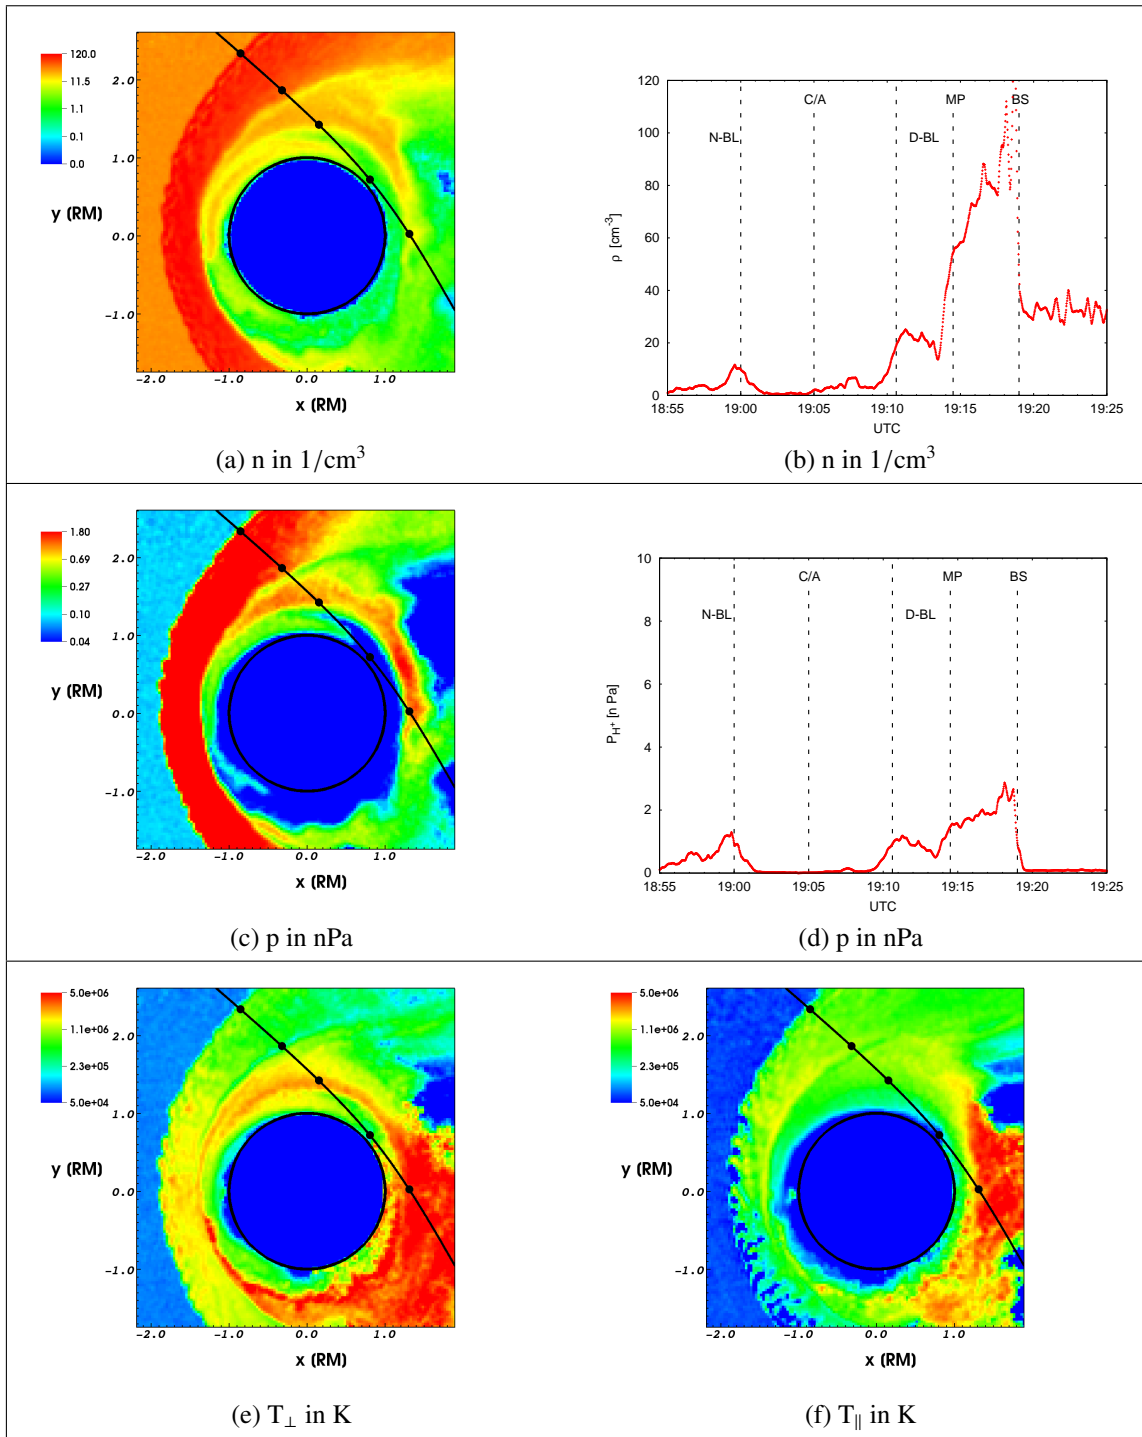 120.0
11.5
1.1
0.0
y (RM)
2.0
1.0
0.0
-1.0
-2.0 -1.0 0.0 1.0
x (RM)
(a) n in 1/cm³
120
100
80
60
40
20
0
ρ [cm⁻³]
N-BL C/A D-BL MP BS
18:55 19:00 19:05 19:10 19:15 19:20 19:25
UTC
(b) n in 1/cm³
1.80
0.69
0.27
0.10
0.04
y (RM)
2.0
1.0
0.0
-1.0
-2.0 -1.0 0.0 1.0
x (RM)
(c) p in nPa
10
8
6
4
2
0
P_H⁺ [n Pa]
N-BL C/A D-BL MP BS
18:55 19:00 19:05 19:10 19:15 19:20 19:25
UTC
(d) p in nPa
5.0e+06
1.1e+06
2.3e+05
5.0e+04
y (RM)
2.0
1.0
0.0
-1.0
-2.0 -1.0 0.0 1.0
x (RM)
(e) T⊥ in K
5.0e+06
1.1e+06
2.3e+05
5.0e+04
y (RM)
2.0
1.0
0.0
-1.0
-2.0 -1.0 0.0 1.0
x (RM)
(f) T∥ in K